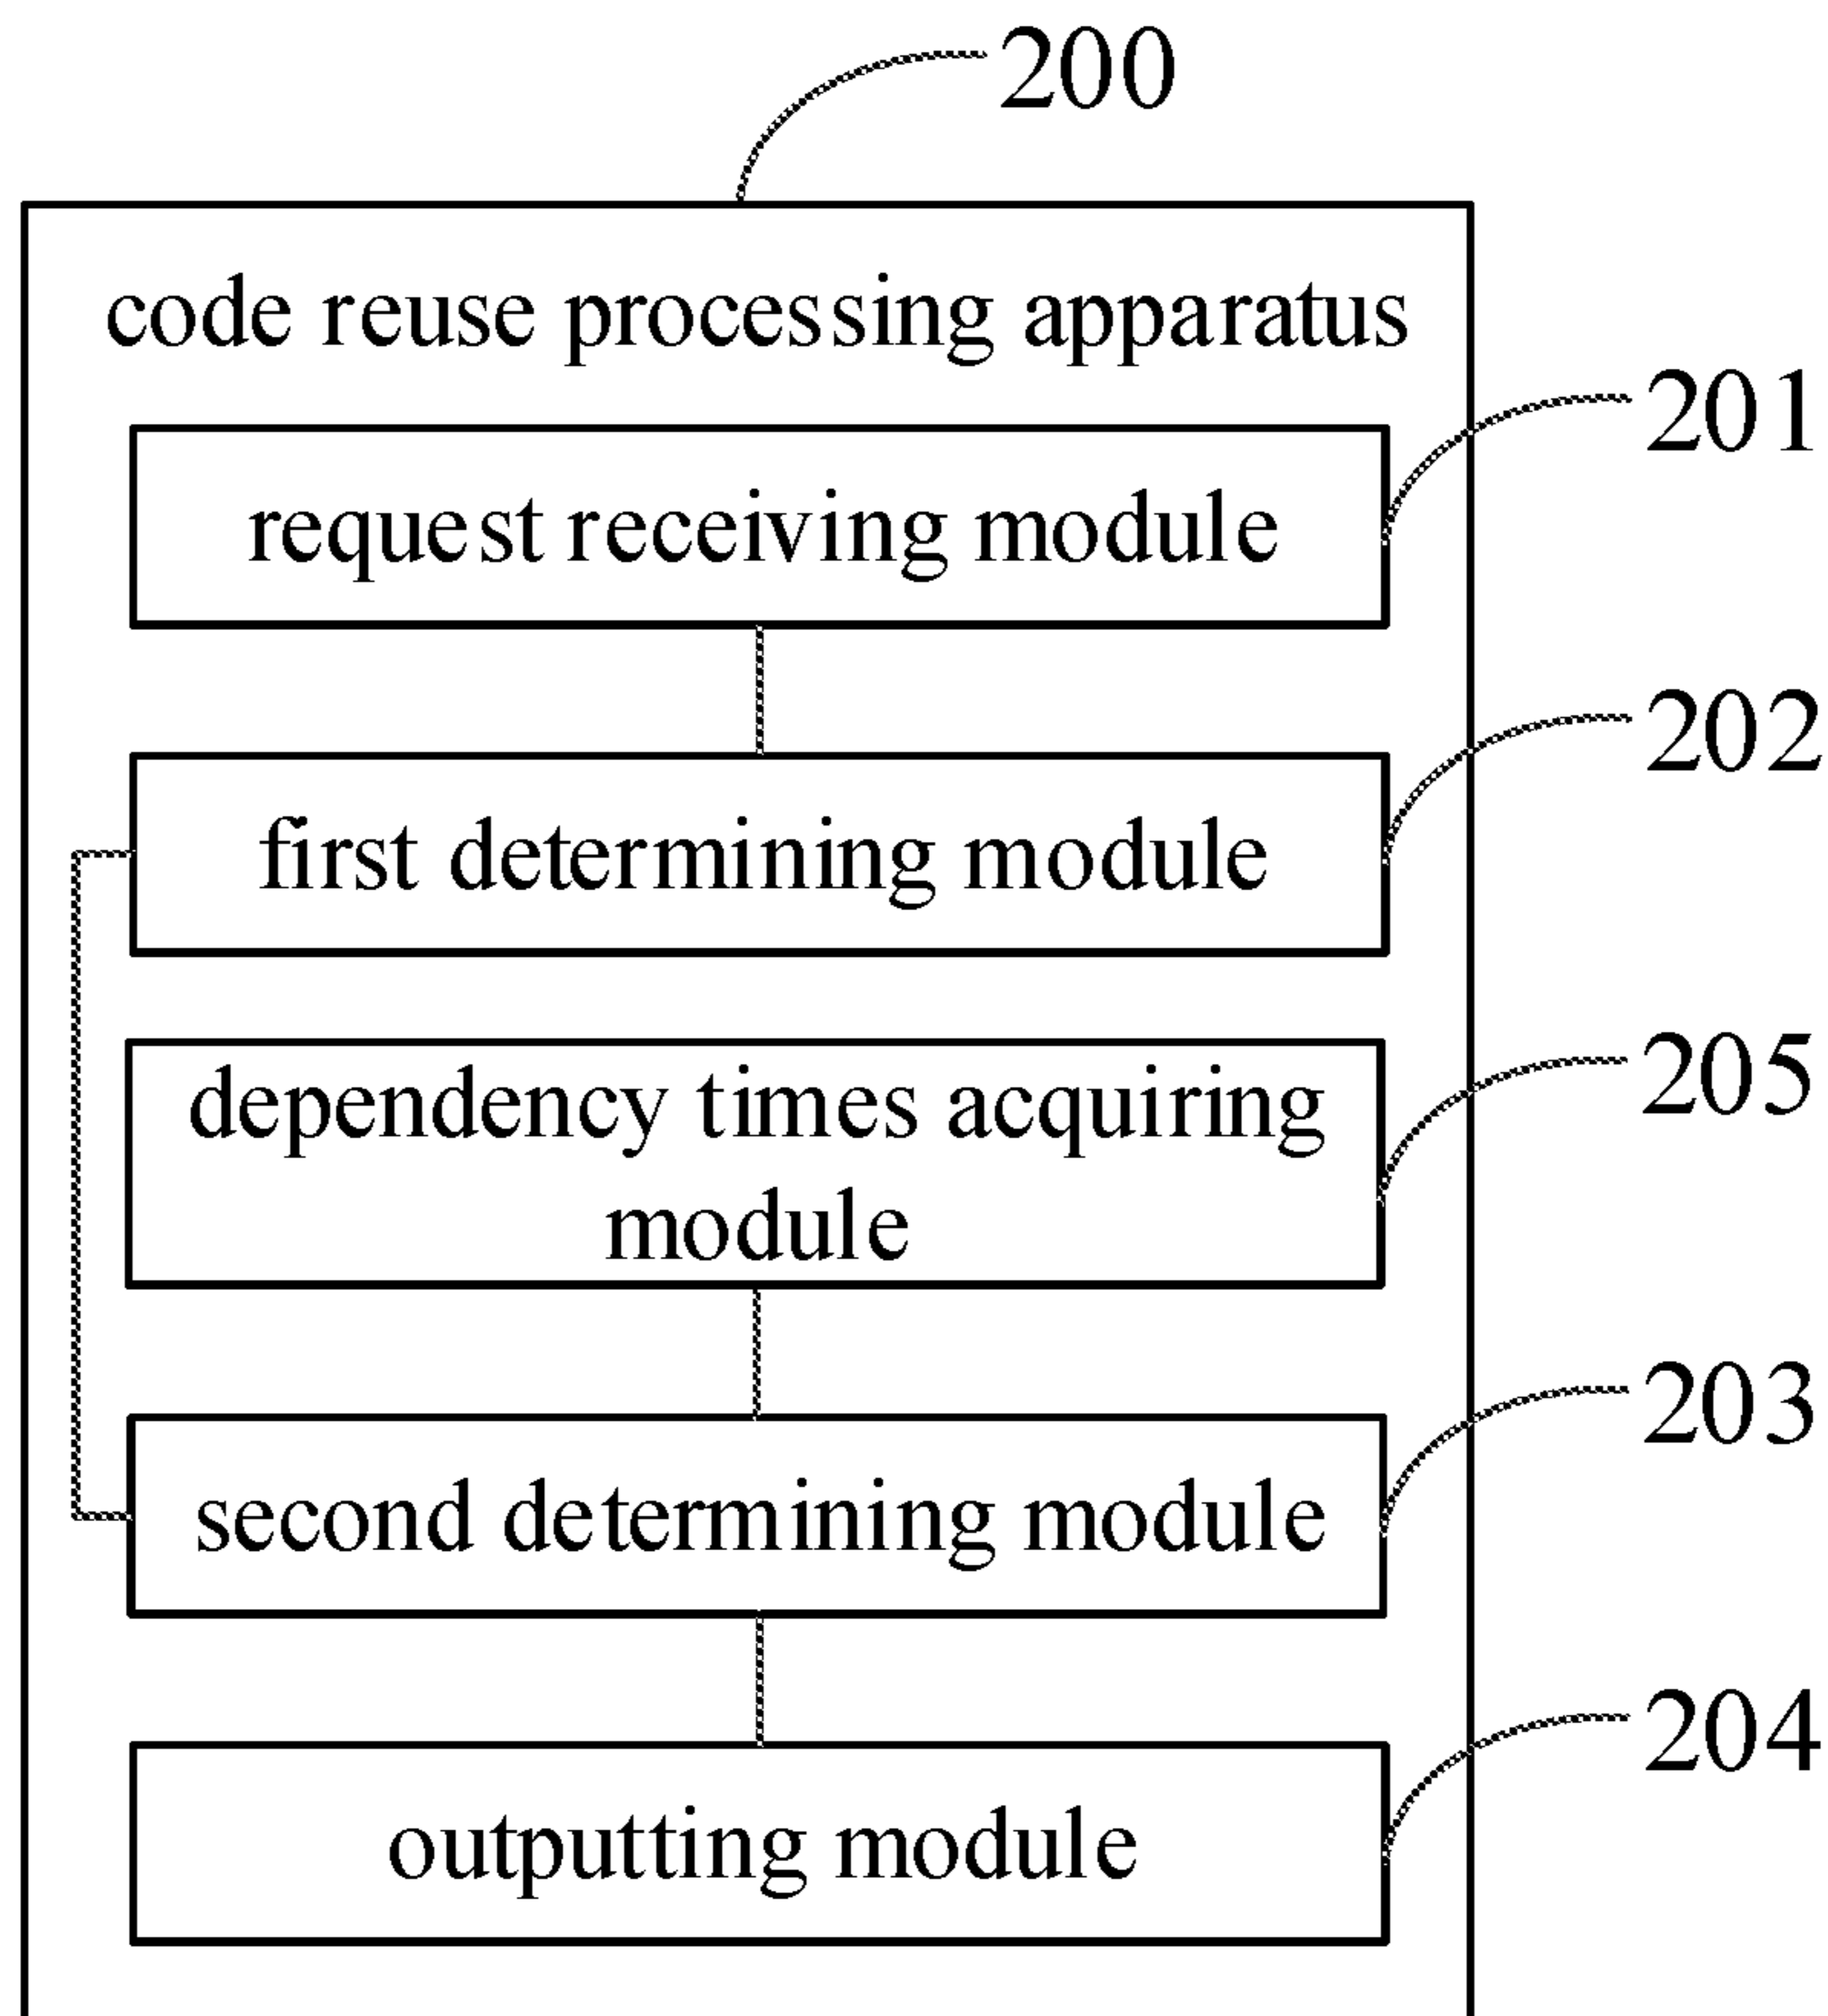 200
code reuse processing apparatus
201
request receiving module
202
first determining module
205
dependency times acquiring
module
203
second determining module
204
outputting module